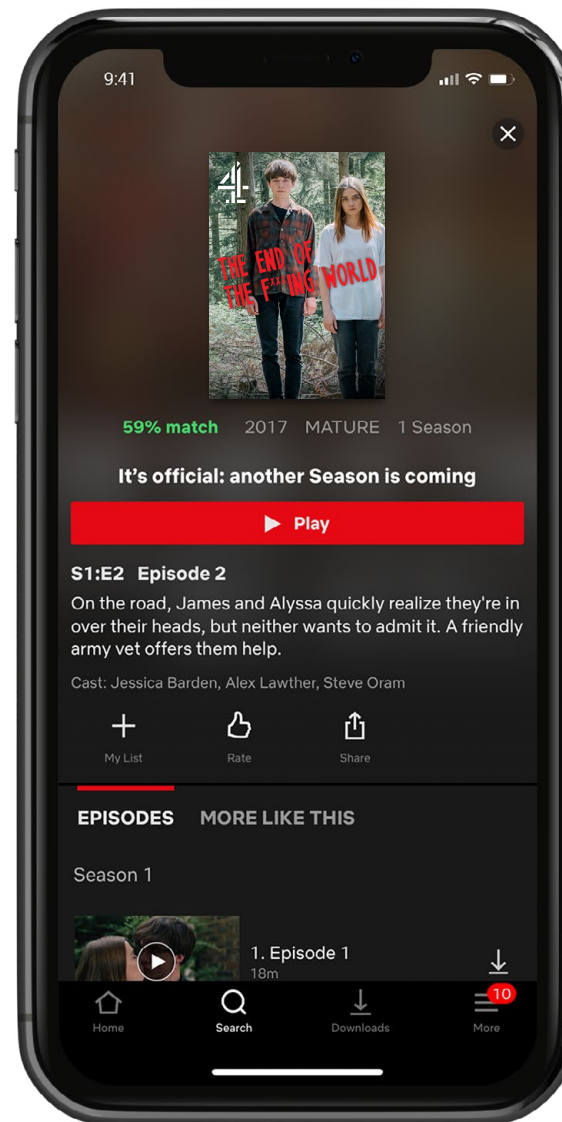 9:41
4
THE END OF
THE F***ING WORLD
59% match 2017 MATURE 1 Season
It's official: another Season is coming
Play
S1:E2 Episode 2
On the road, James and Alyssa quickly realize they're in
over their heads, but neither wants to admit it. A friendly
army vet offers them help.
Cast: Jessica Barden, Alex Lawther, Steve Oram
My List Rate Share
EPISODES MORE LIKE THIS
Season 1
1. Episode 1
18m
10
Home Search Downloads More